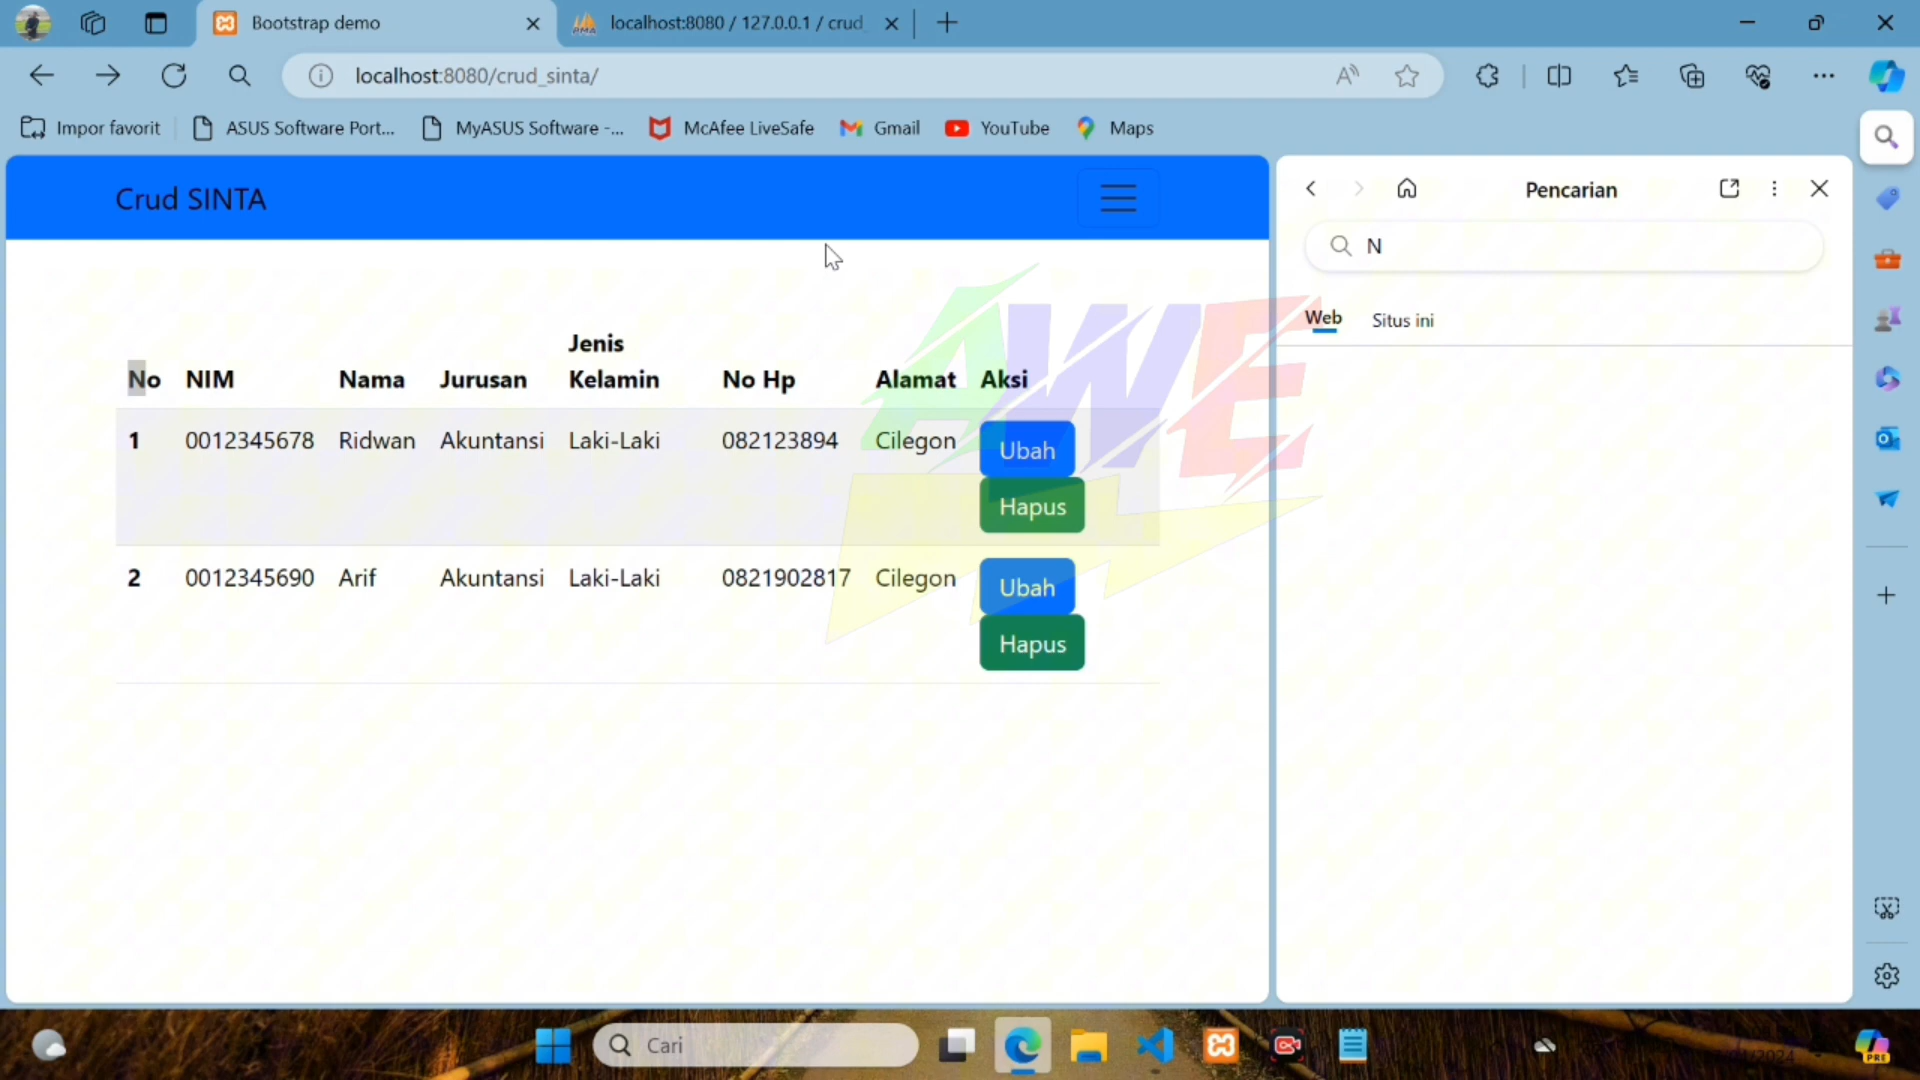 Bootstrap demo
localhost:8080 / 127.0.0.1 / crud_
localhost:8080/crud_sinta/
Impor favorit
ASUS Software Port...
MyASUS Software -...
McAfee LiveSafe
Gmail
YouTube
Maps
Crud SINTA
Pencarian
N
Web
Situs ini
No NIM Nama Jurusan Jenis Kelamin No Hp Alamat Aksi
1 0012345678 Ridwan Akuntansi Laki-Laki 082123894 Cilegon Ubah
Hapus
2 0012345690 Arif Akuntansi Laki-Laki 0821902817 Cilegon Ubah
Hapus
AWE
Cari
PRE